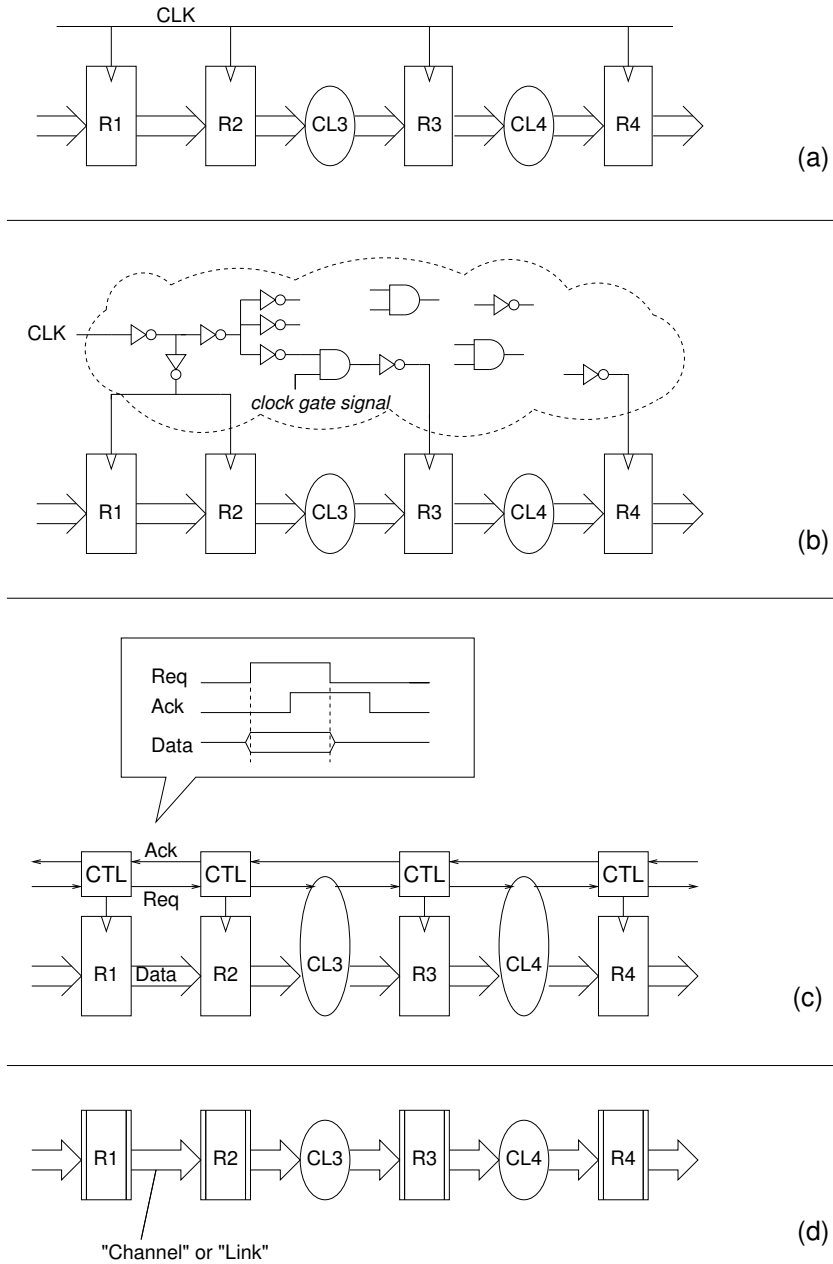 CLK
R1 R2 CL3 R3 CL4 R4
(a)
CLK
clock gate signal
R1 R2 CL3 R3 CL4 R4
(b)
Req
Ack
Data
Ack
CTL CTL CTL CTL
Req
R1 Data R2 CL3 R3 CL4 R4
(c)
R1 R2 CL3 R3 CL4 R4
"Channel" or "Link"
(d)